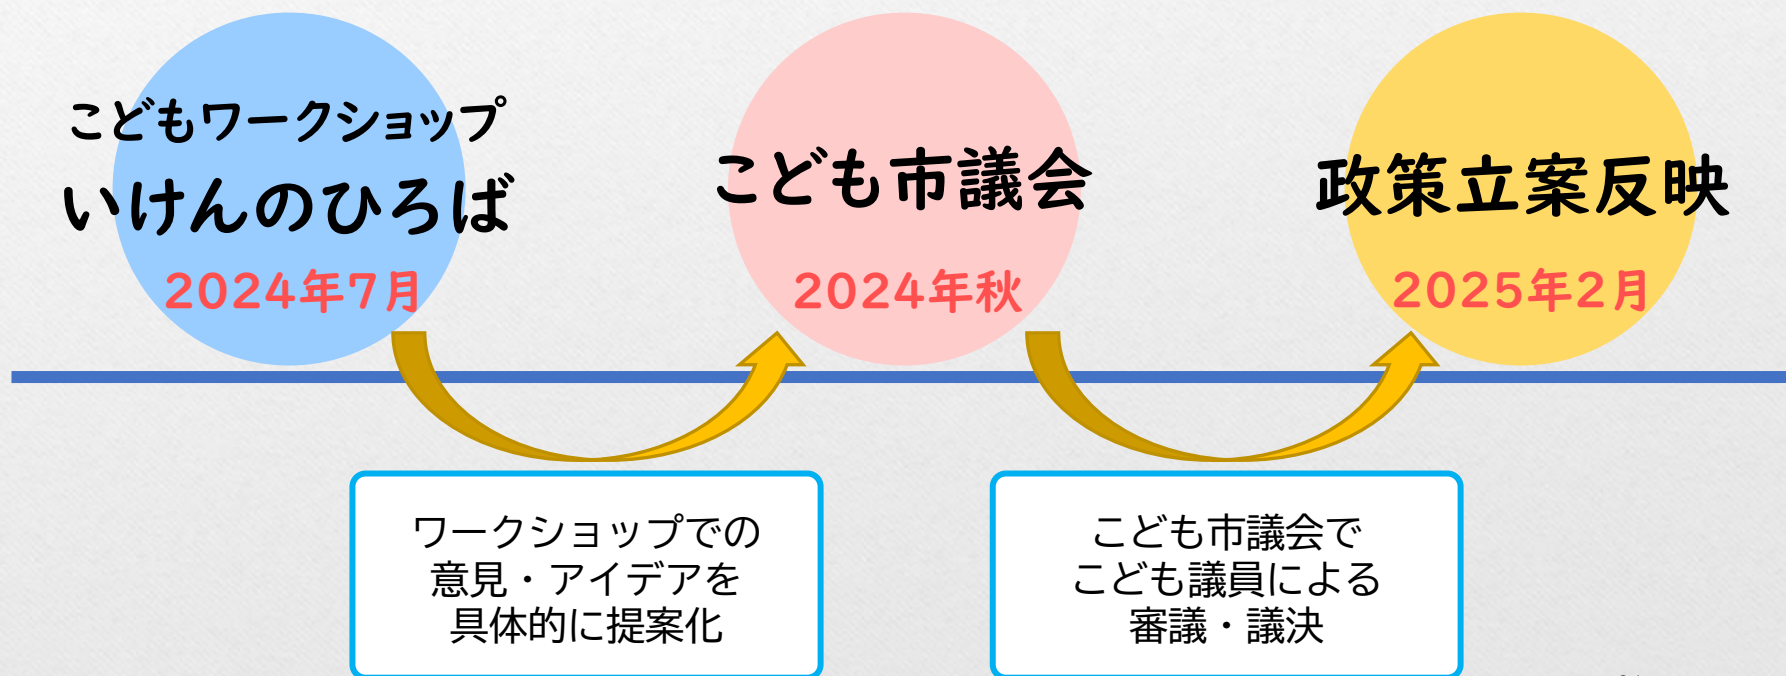 こどもワークショップ
いけんのひろば
2024年7月
こども市議会
2024年秋
政策立案反映
2025年2月
ワークショップでの
意見・アイデアを
具体的に提案化
こども市議会で
こども議員による
審議・議決